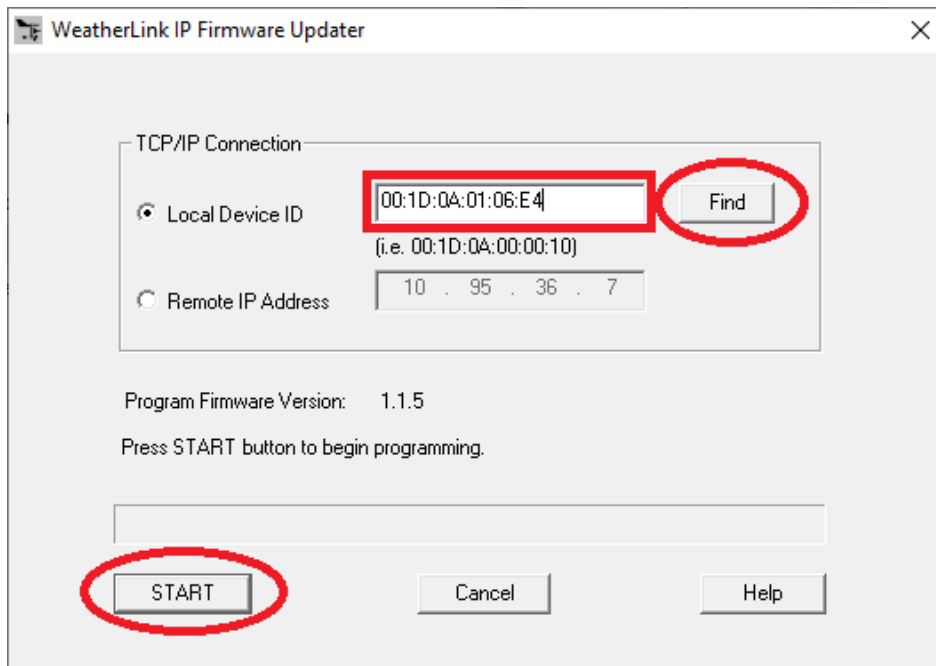 WeatherLink IP Firmware Updater
TCP/IP Connection
Local Device ID 00:1D:0A:01:06:E4 Find
(i.e. 00:1D:0A:00:00:10)
Remote IP Address 10 . 95 . 36 . 7
Program Firmware Version: 1.1.5
Press START button to begin programming.
START Cancel Help